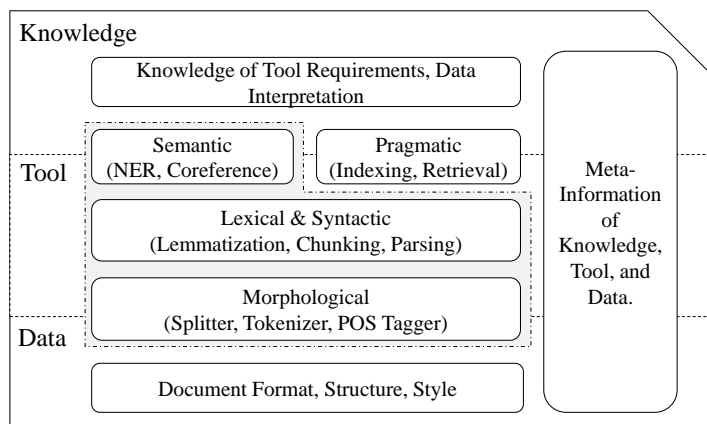 Knowledge
Knowledge of Tool Requirements, Data
Interpretation
Semantic
(NER, Coreference)
Pragmatic
(Indexing, Retrieval)
Tool
Lexical & Syntactic
(Lemmatization, Chunking, Parsing)
Morphological
(Splitter, Tokenizer, POS Tagger)
Data
Document Format, Structure, Style
Meta-
Information
of
Knowledge,
Tool, and
Data.